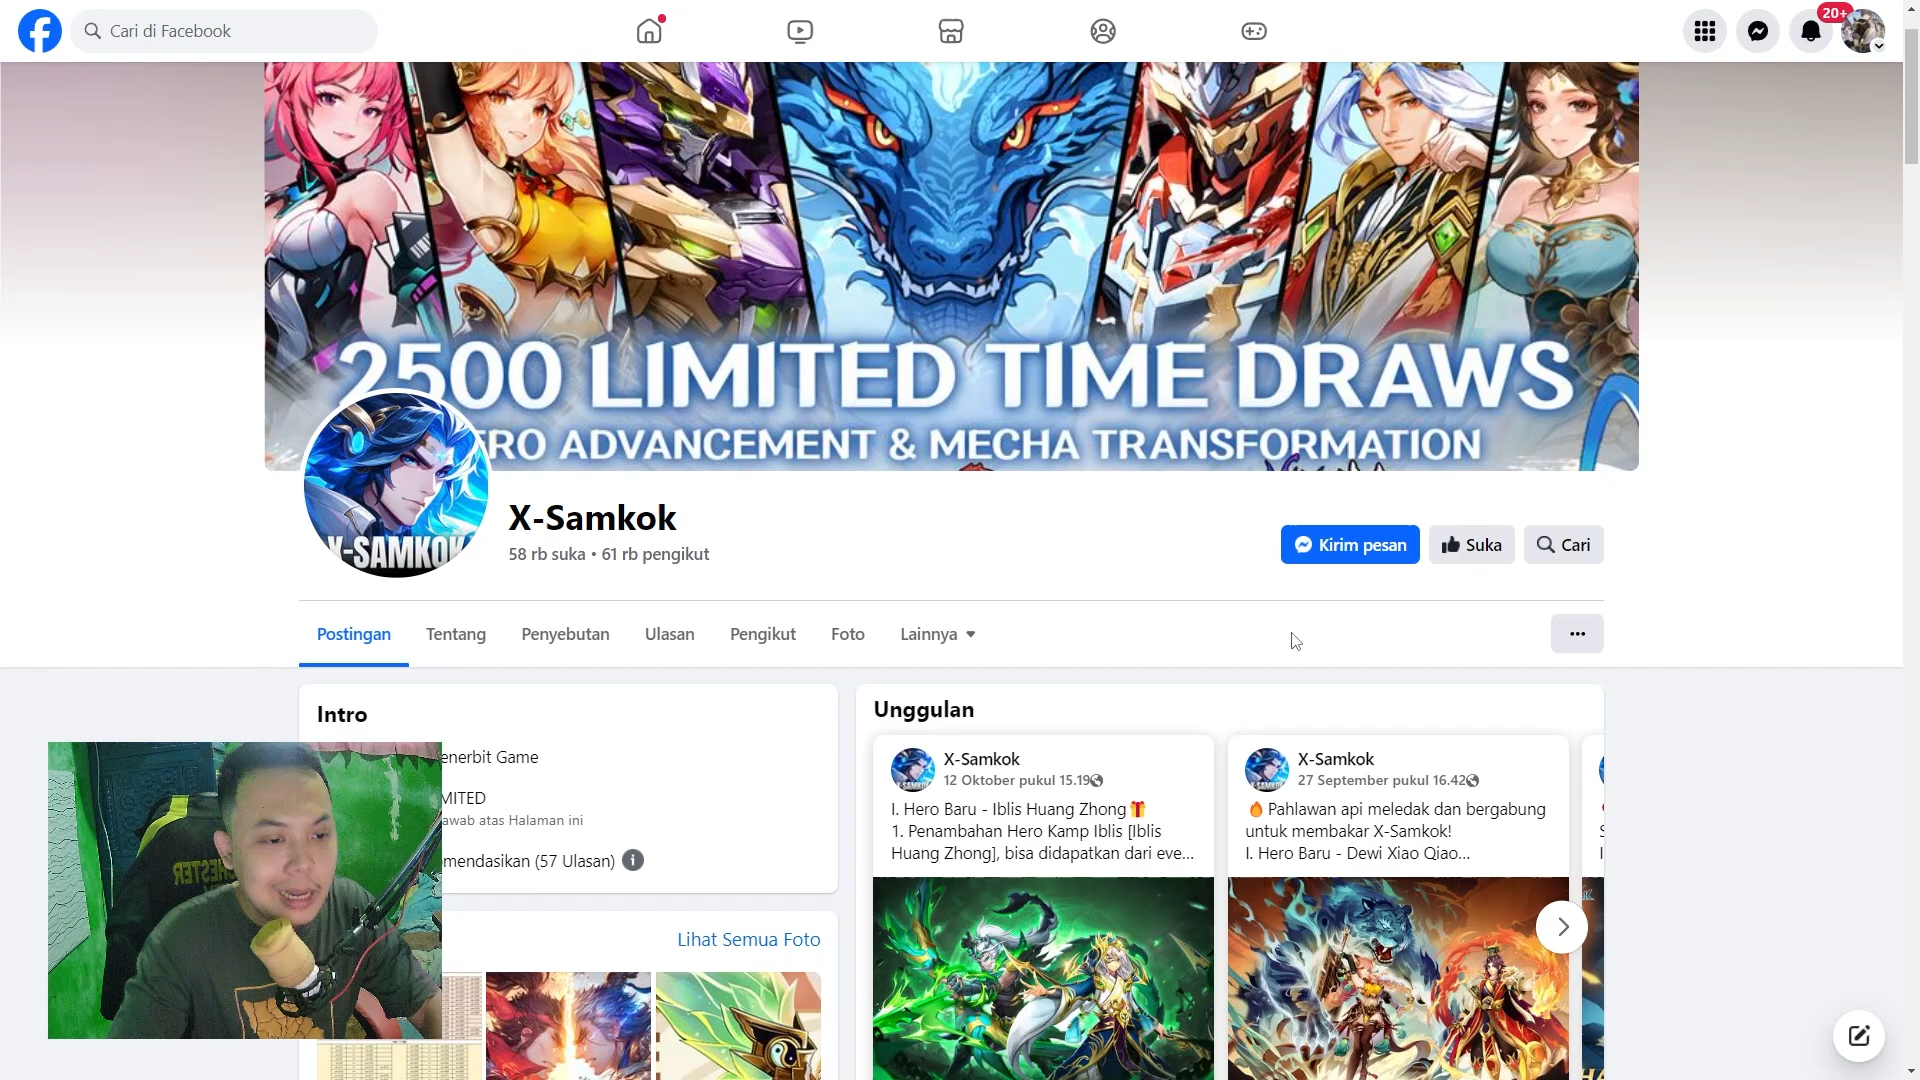 Cari di Facebook
20+
2500 LIMITED TIME DRAWS
RO ADVANCEMENT & MECHA TRANSFORMATION
X-SAMKOK
X-Samkok
58 rb suka • 61 rb pengikut
Kirim pesan
Suka
Cari
Postingan
Tentang
Penyebutan
Ulasan
Pengikut
Foto
Lainnya
Intro
enerbit Game
MITED
awab atas Halaman ini
mendasikan (57 Ulasan)
Lihat Semua Foto
Unggulan
X-Samkok
12 Oktober pukul 15.19
I. Hero Baru - Iblis Huang Zhong🎁
1. Penambahan Hero Kamp Iblis [Iblis
Huang Zhong], bisa didapatkan dari eve...
X-Samkok
27 September pukul 16.42
🔥 Pahlawan api meledak dan bergabung
untuk membakar X-Samkok!
I. Hero Baru - Dewi Xiao Qiao...